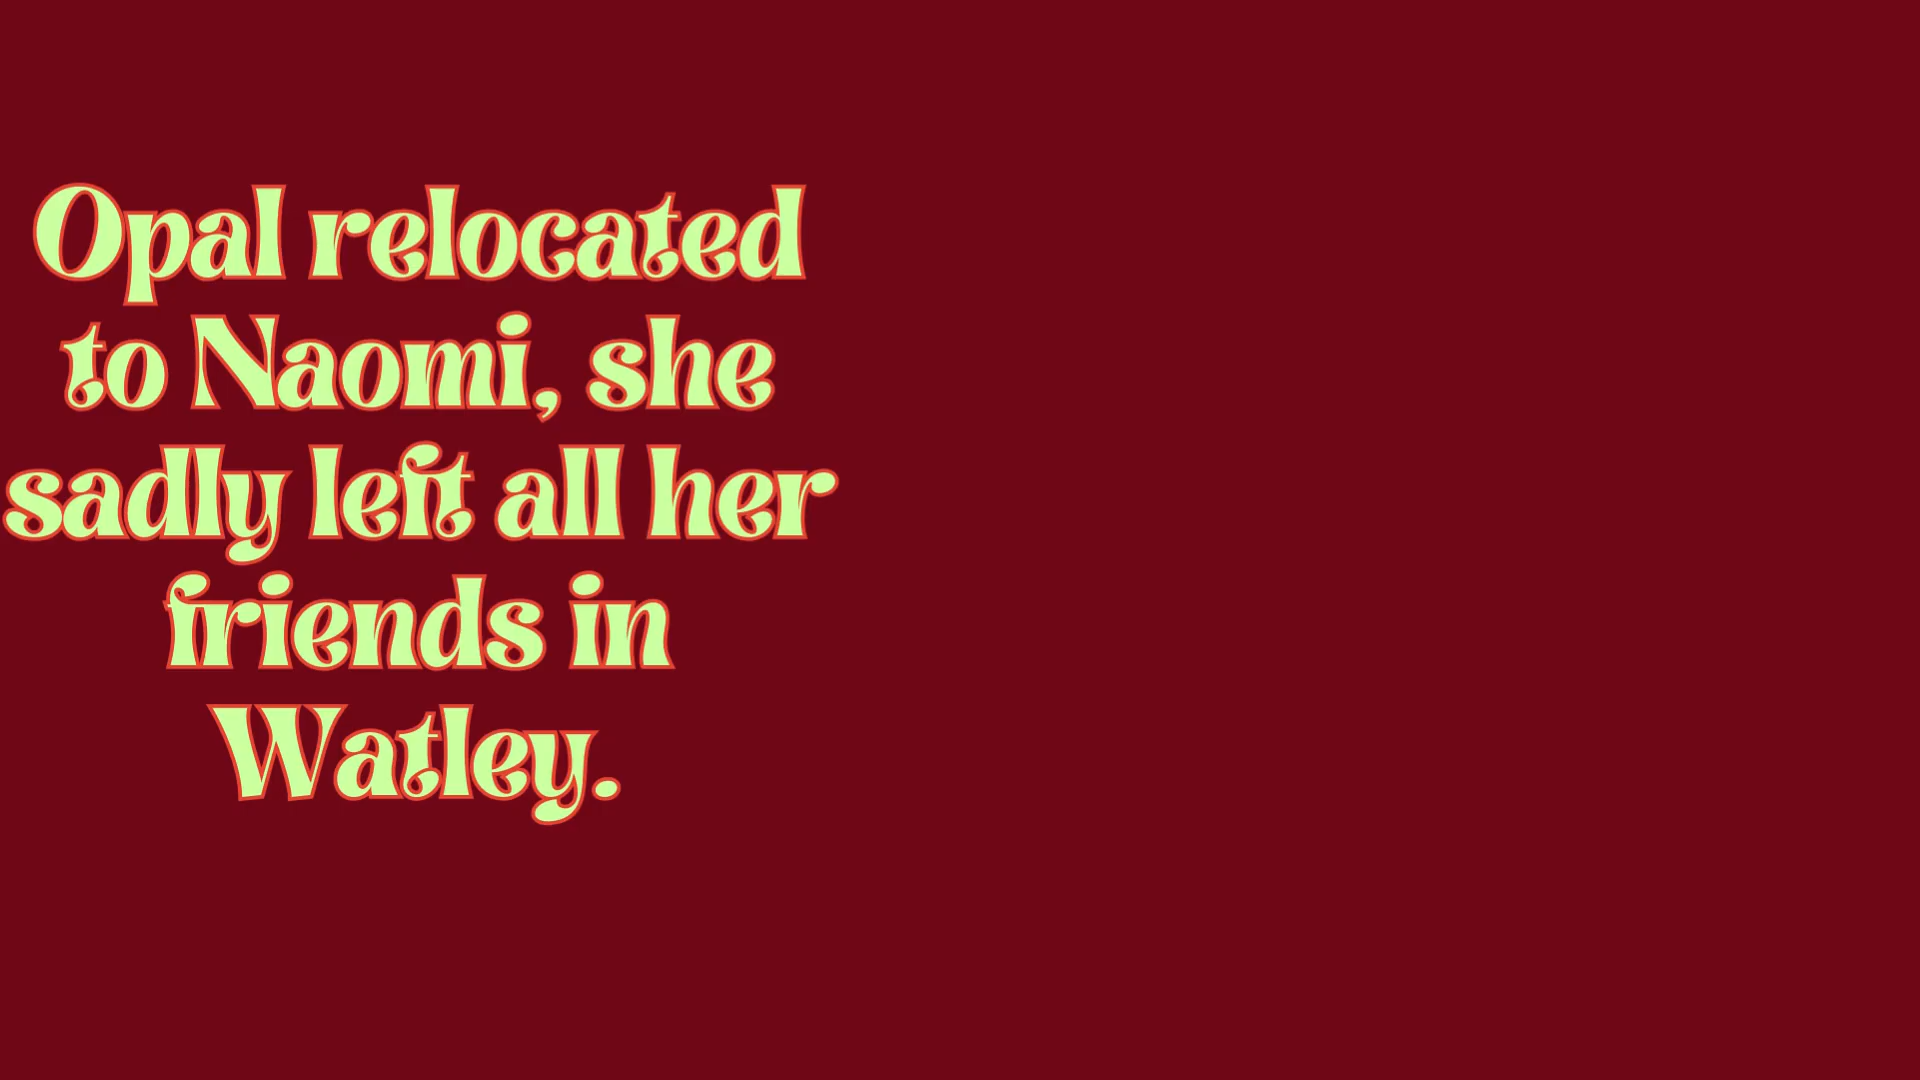 Opal relocated
to Naomi, she
sadly left all her
friends in
Watley.